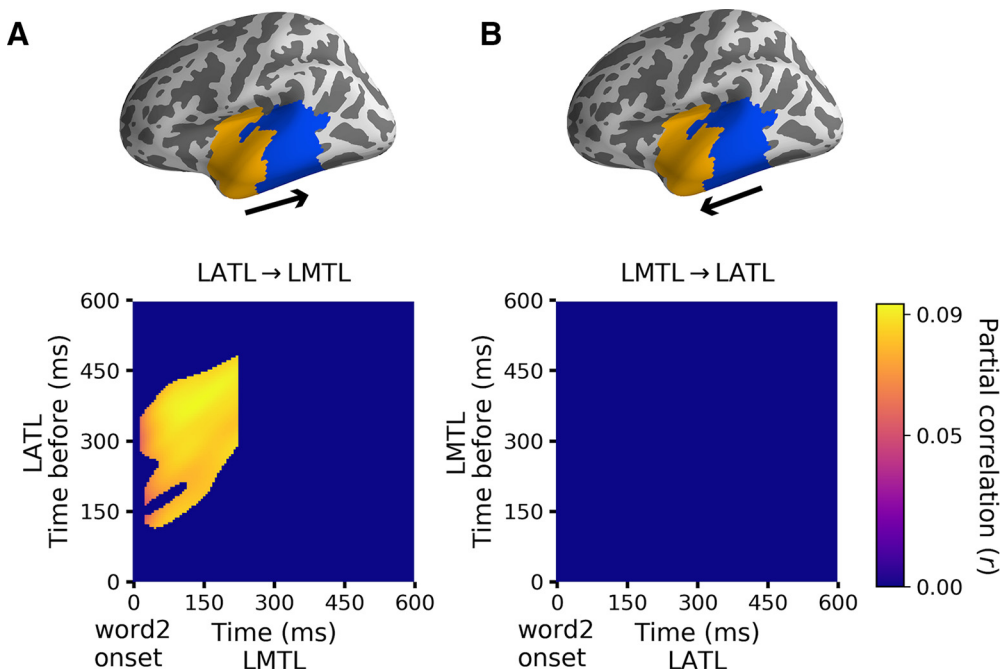 A
B
LATL → LMTL
600
450
300
150
0
LATL
Time before (ms)
0 150 300 450 600
word2
onset
Time (ms)
LMTL
LMTL → LATL
600
450
300
150
0
LMTL
Time before (ms)
0 150 300 450 600
word2
onset
Time (ms)
LATL
0.09
0.05
0.00
Partial correlation (r)